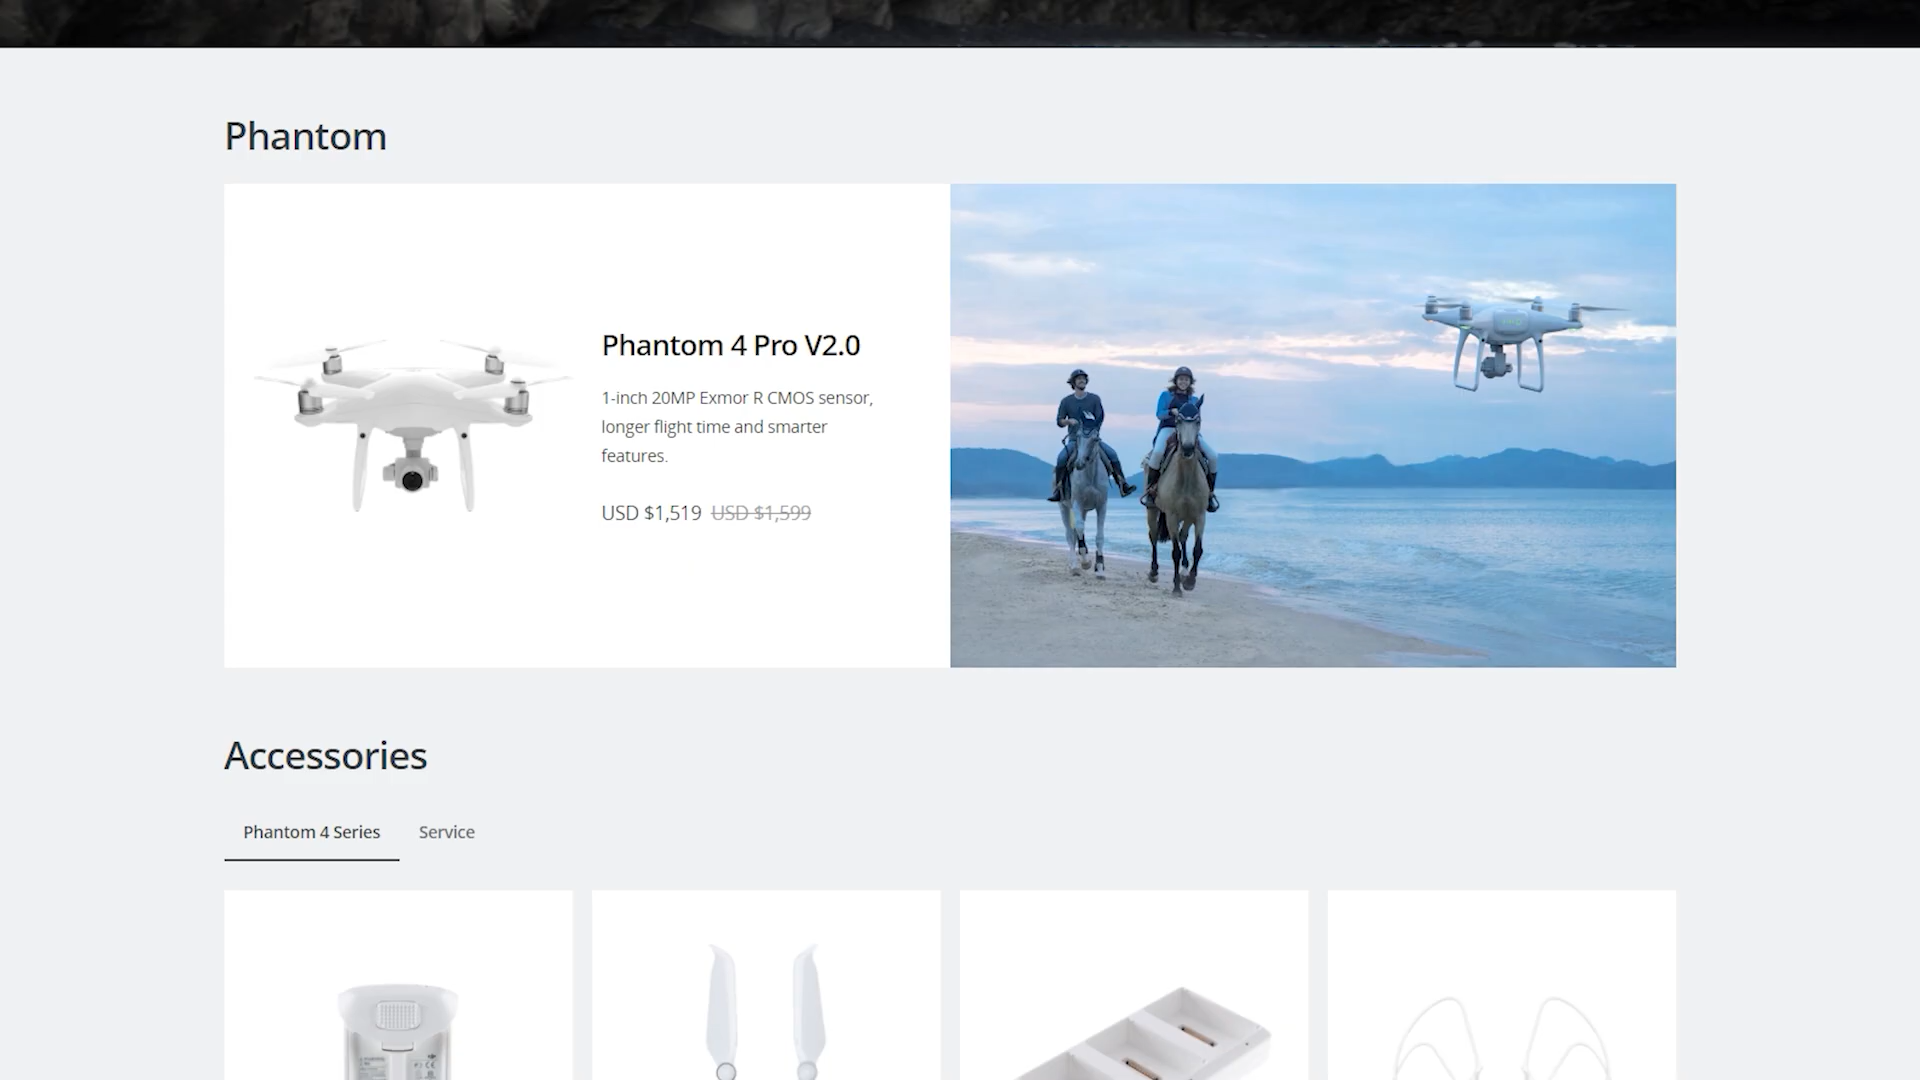 Phantom
Phantom 4 Pro V2.0
1-inch 20MP Exmor R CMOS sensor,
longer flight time and smarter
features.
USD $1,519 USD $1,599
Accessories
Phantom 4 Series Service